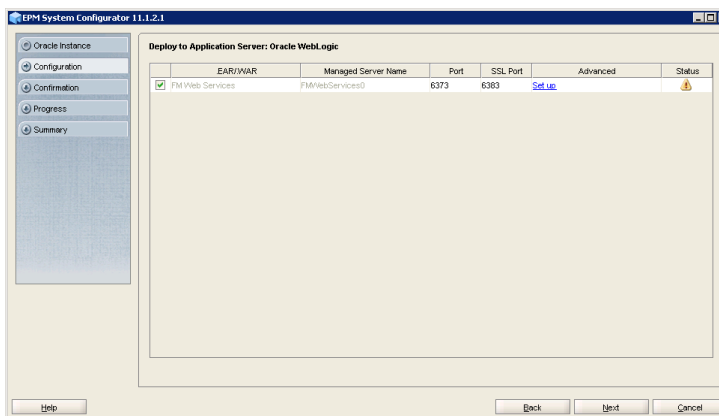 EPM System Configurator 11.1.2.1
Oracle Instance
Configuration
Confirmation
Progress
Summary
Deploy to Application Server: Oracle WebLogic
EAR/.WAR Managed Server Name Port SSL Port Advanced Status
FM Web Services FMWebServices0 6373 6383 Set up
Help Back Next Cancel